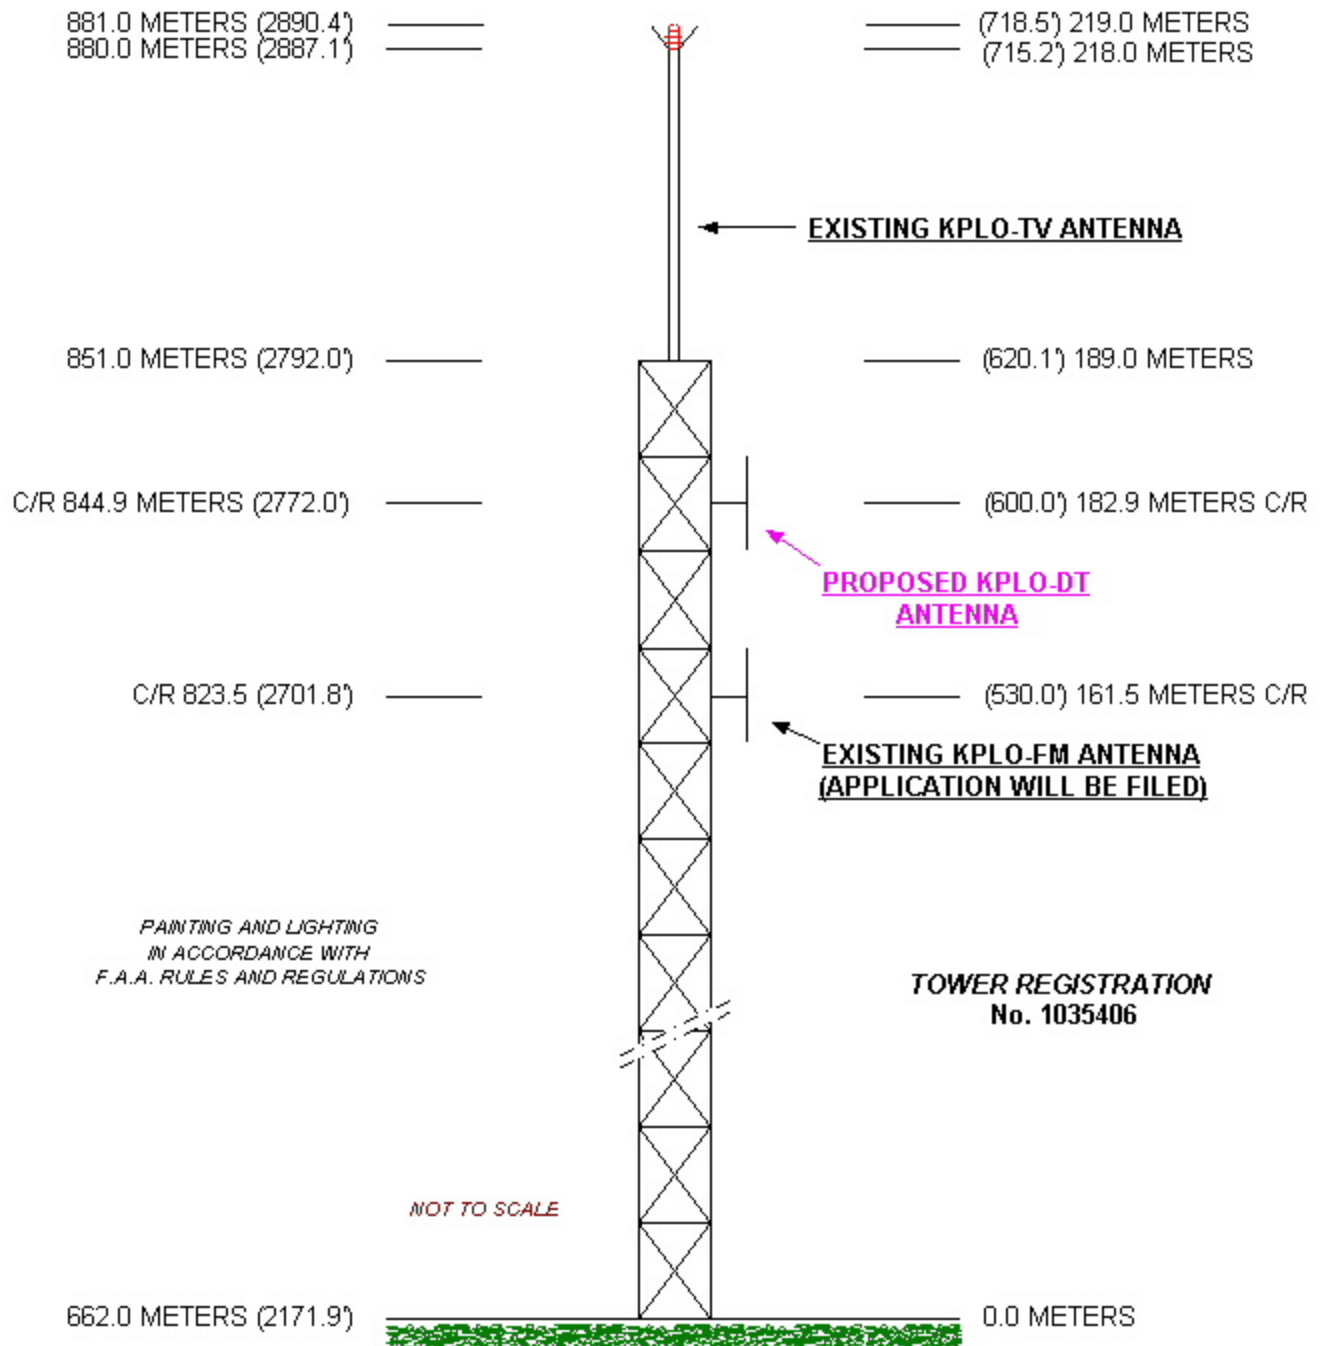 881.0 METERS (2890.4')
(718.5') 219.0 METERS
880.0 METERS (2887.1')
(715.2') 218.0 METERS
EXISTING KPLO-TV ANTENNA
851.0 METERS (2792.0')
(620.1') 189.0 METERS
C/R 844.9 METERS (2772.0')
(600.0') 182.9 METERS C/R
PROPOSED KPLO-DT
ANTENNA
C/R 823.5 (2701.8')
(530.0') 161.5 METERS C/R
EXISTING KPLO-FM ANTENNA
(APPLICATION WILL BE FILED)
PAINTING AND LIGHTING
IN ACCORDANCE WITH
F.A.A. RULES AND REGULATIONS
TOWER REGISTRATION
No. 1035406
NOT TO SCALE
662.0 METERS (2171.9')
0.0 METERS